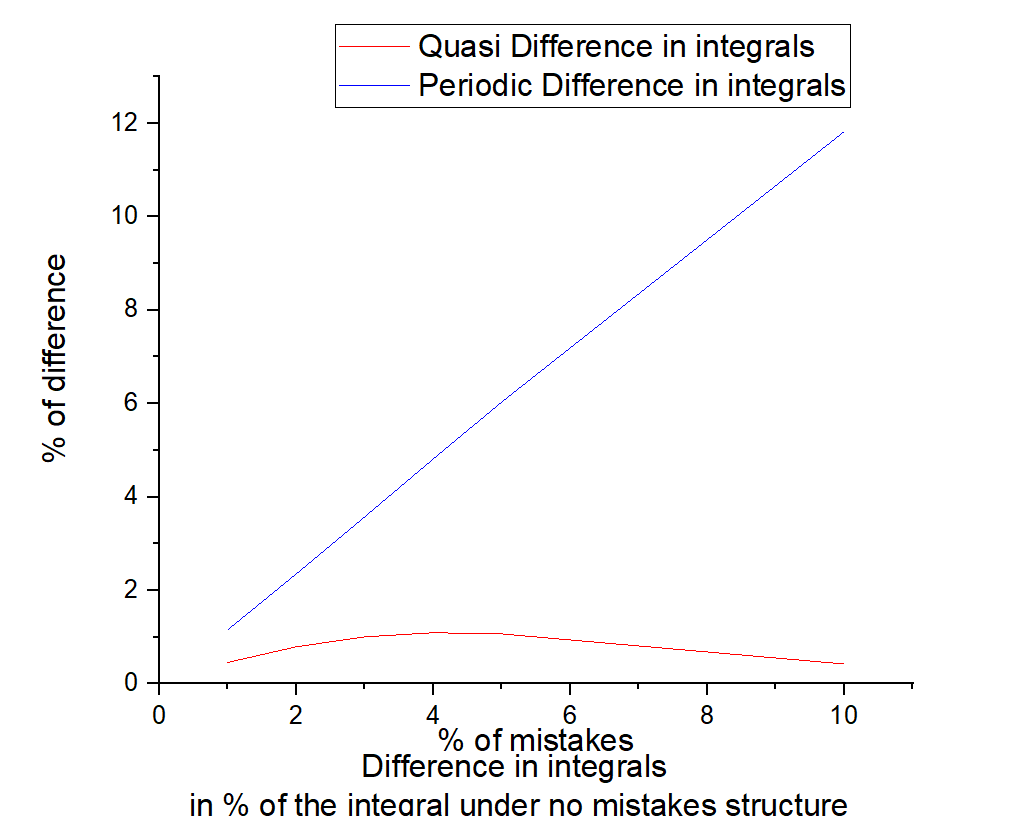 Quasi Difference in integrals
Periodic Difference in integrals
12
10
8
6
4
2
0
% of difference
0 2 4 6 8 10
% of mistakes
Difference in integrals
in % of the integral under no mistakes structure